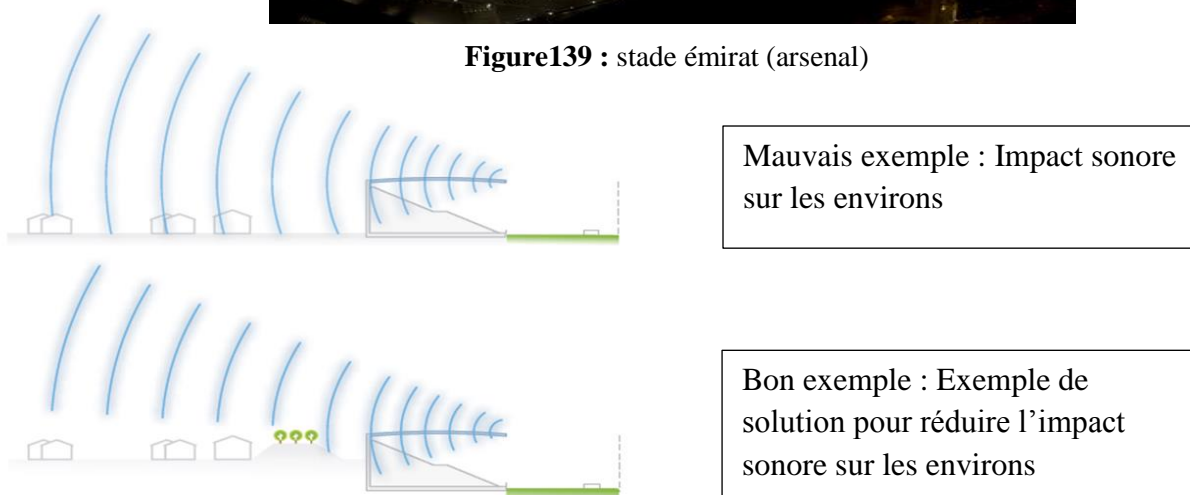 Figure139 : stade émirat (arsenal)
Mauvais exemple : Impact sonore
sur les environs
Bon exemple : Exemple de
solution pour réduire l’impact
sonore sur les environs